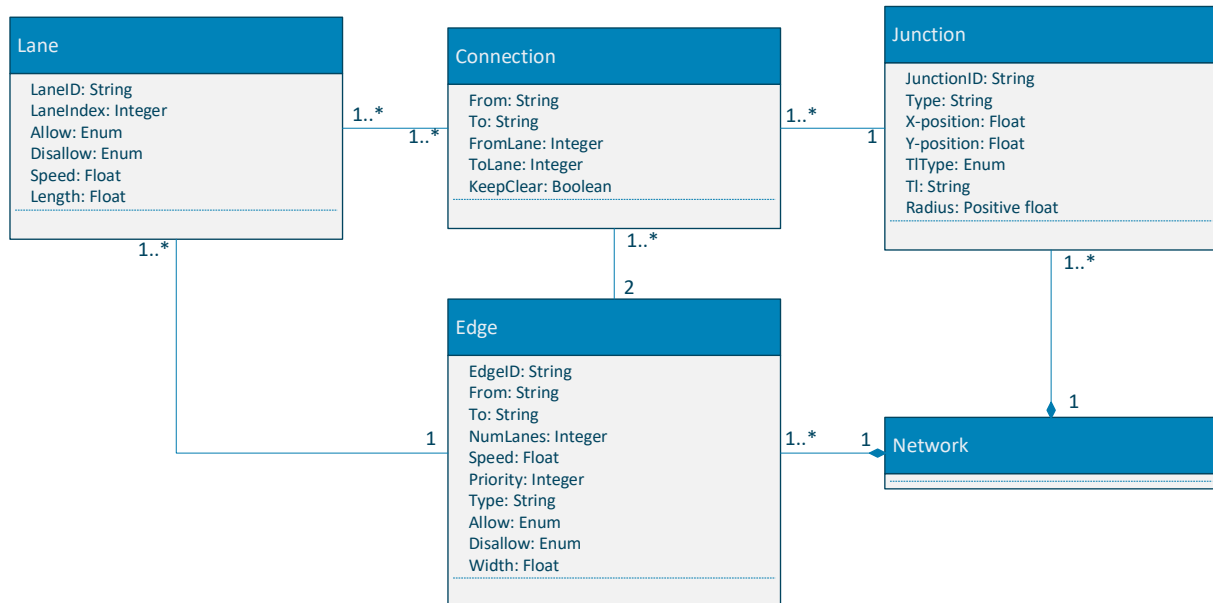 Lane
LaneID: String
LaneIndex: Integer
Allow: Enum
Disallow: Enum
Speed: Float
Length: Float
1..*
1..*
Connection
From: String
To: String
FromLane: Integer
ToLane: Integer
KeepClear: Boolean
1..*
1
Junction
JunctionID: String
Type: String
X-position: Float
Y-position: Float
TlType: Enum
Tl: String
Radius: Positive float
1..*
1..*
1..*
2
Edge
EdgeID: String
From: String
To: String
NumLanes: Integer
Speed: Float
Priority: Integer
Type: String
Allow: Enum
Disallow: Enum
Width: Float
1
1..*
1
1
Network